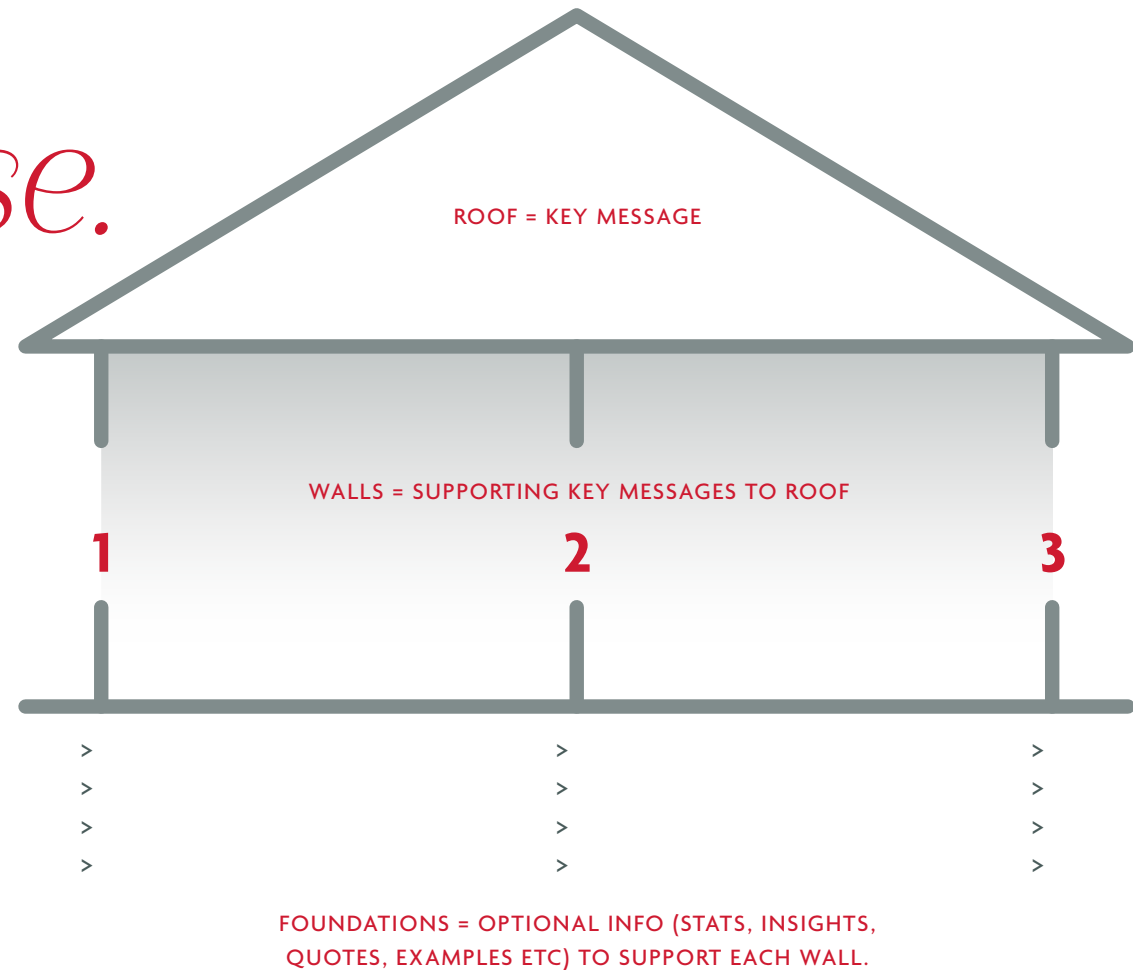 se.
ROOF = KEY MESSAGE
WALLS = SUPPORTING KEY MESSAGES TO ROOF
1 2 3
> > >
> > >
> > >
> > >
FOUNDATIONS = OPTIONAL INFO (STATS, INSIGHTS,
QUOTES, EXAMPLES ETC) TO SUPPORT EACH WALL.